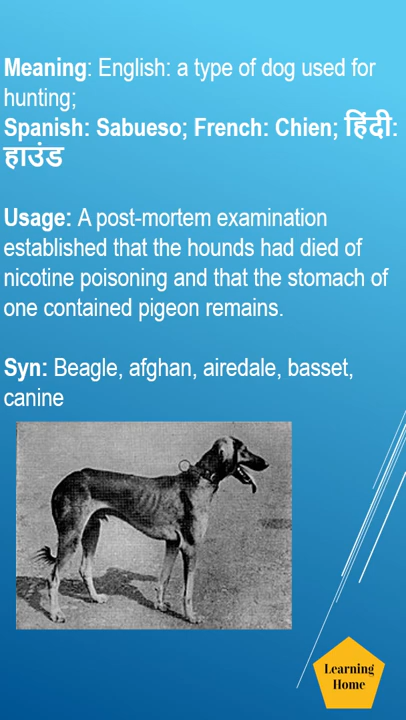 Meaning: English: a type of dog used for
hunting;
Spanish: Sabueso; French: Chien; हिंदी:
हाउंड
Usage: A post-mortem examination
established that the hounds had died of
nicotine poisoning and that the stomach of
one contained pigeon remains.
Syn: Beagle, afghan, airedale, basset,
canine
Learning
Home